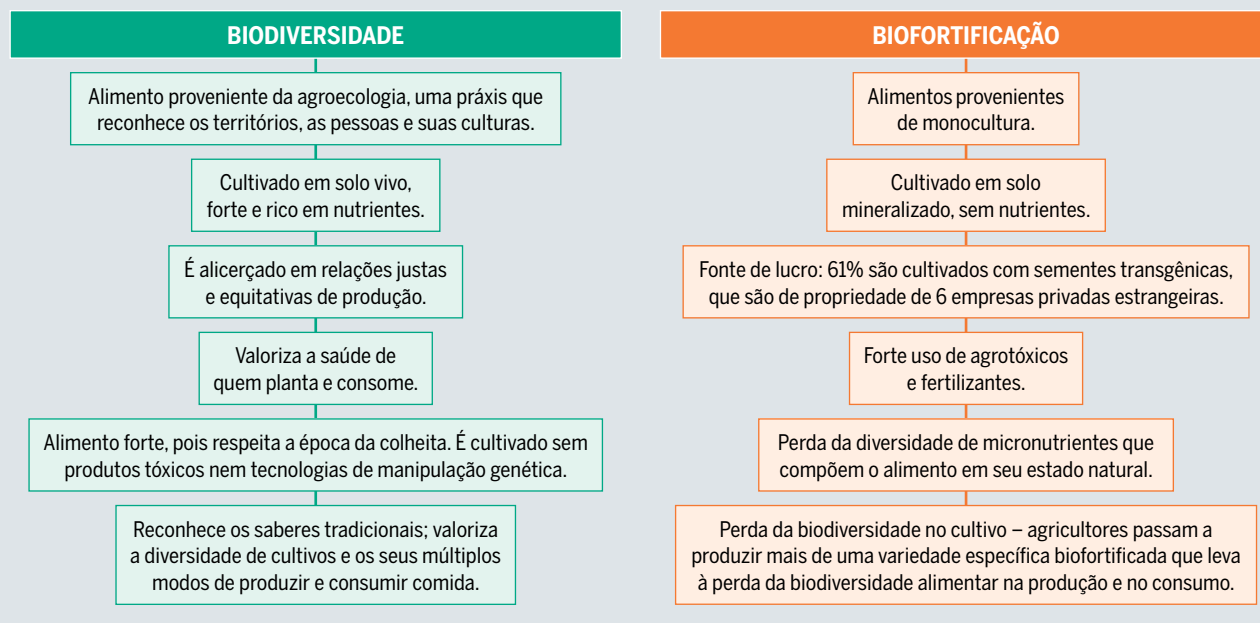 BIODIVERSIDADE
Alimento proveniente da agroecologia, uma práxis que
reconhece os territórios, as pessoas e suas culturas.
Cultivado em solo vivo,
forte e rico em nutrientes.
É alicerçado em relações justas
e equitativas de produção.
Valoriza a saúde de
quem planta e consome.
Alimento forte, pois respeita a época da colheita. É cultivado sem
produtos tóxicos nem tecnologias de manipulação genética.
Reconhece os saberes tradicionais; valoriza
a diversidade de cultivos e os seus múltiplos
modos de produzir e consumir comida.
BIOFORTIFICAÇÃO
Alimentos provenientes
de monocultura.
Cultivado em solo
mineralizado, sem nutrientes.
Fonte de lucro: 61% são cultivados com sementes transgênicas,
que são de propriedade de 6 empresas privadas estrangeiras.
Forte uso de agrotóxicos
e fertilizantes.
Perda da diversidade de micronutrientes que
compõem o alimento em seu estado natural.
Perda da biodiversidade no cultivo – agricultores passam a
produzir mais de uma variedade específica biofortificada que leva
à perda da biodiversidade alimentar na produção e no consumo.